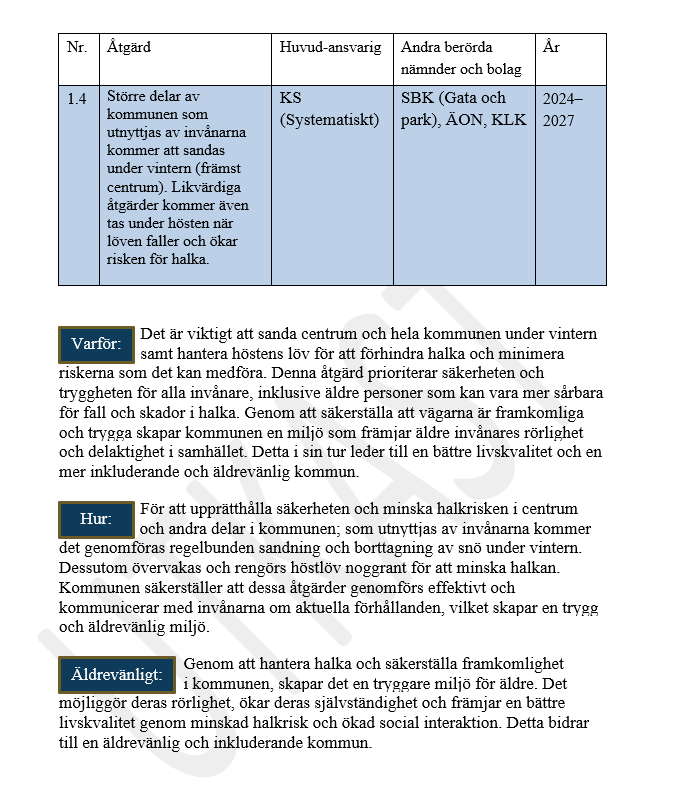 Nr. Åtgärd Huvud-ansvarig Andra berörda nämnder och bolag År
1.4
Större delar av
kommunen som
utnyttjas av invånarna
kommer att sandas
under vintern (främst
centrum). Likvärdiga
åtgärder kommer även
tas under hösten när
löven faller och ökar
risken för halka.
KS
(Systematiskt)
SBK (Gata och
park), ÄON, KLK
2024–
2027
Varför: Det är viktigt att sanda centrum och hela kommunen under vintern
samt hantera höstens löv för att förhindra halka och minimera
riskerna som det kan medföra. Denna åtgärd prioriterar säkerheten och
tryggheten för alla invånare, inklusive äldre personer som kan vara mer sårbara
för fall och skador i halka. Genom att säkerställa att vägarna är framkomliga
och trygga skapar kommunen en miljö som främjar äldre invånares rörlighet
och delaktighet i samhället. Detta i sin tur leder till en bättre livskvalitet och en
mer inkluderande och äldrevänlig kommun.
Hur: För att upprätthålla säkerheten och minska halkrisken i centrum
och andra delar i kommunen; som utnyttjas av invånarna kommer
det genomföras regelbunden sandning och borttagning av snö under vintern.
Dessutom övervakas och rengörs höstlöv noggrant för att minska halkan.
Kommunen säkerställer att dessa åtgärder genomförs effektivt och
kommunicerar med invånarna om aktuella förhållanden, vilket skapar en trygg
och äldrevänlig miljö.
Äldrevänligt: Genom att hantera halka och säkerställa framkomlighet
i kommunen, skapar det en tryggare miljö för äldre. Det
möjliggör deras rörlighet, ökar deras självständighet och främjar en bättre
livskvalitet genom minskad halkrisk och ökad social interaktion. Detta bidrar
till en äldrevänlig och inkluderande kommun.
UTKAST